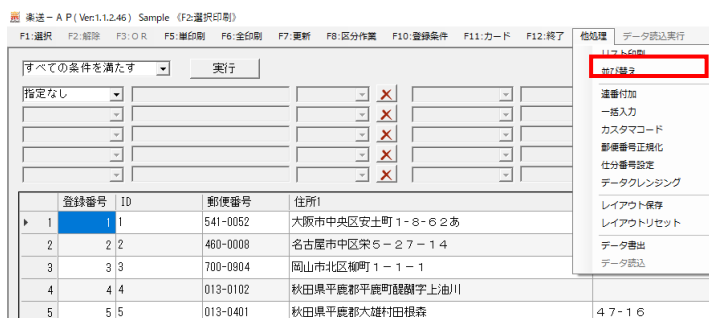 楽送－ＡＰ( Ver:1.1.2.46)  Sample 《F2:選択印刷》
F1:選択 F2:解除 F3:ＯＲ F5:単印刷 F6:全印刷 F7:更新 F8:区分作業 F10:登録条件 F11:カード F12:終了 他処理 データ読込実行
リスト印刷
すべての条件を満たす 実行
並び替え
指定なし
連番付加
一括入力
カスタマコード
郵便番号正規化
仕分番号設定
データクレンジング
レイアウト保存
レイアウトリセット
データ書出
データ読込
登録番号 ID 郵便番号 住所1
1 1 1 541-0052 大阪市中央区安土町１-８-６２あ
2 2 2 460-0008 名古屋市中区栄５－２７－１４
3 3 3 700-0904 岡山市北区柳町１－１－１
4 4 4 013-0102 秋田県平鹿郡平鹿町醍醐字上油川
5 5 5 013-0401 秋田県平鹿郡大雄村田根森 ４７-１６